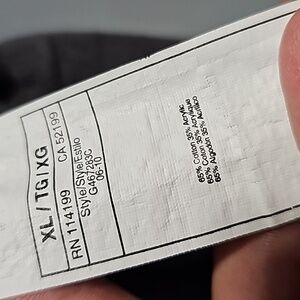 XL / TG / XG
RN 114199 CA 52199
Style/Style/Estilo
G467283C
06-10
65% Cotton 35% Acrylic
65% Coton 35% Acrylique
65% Algodón 35% Acrílico